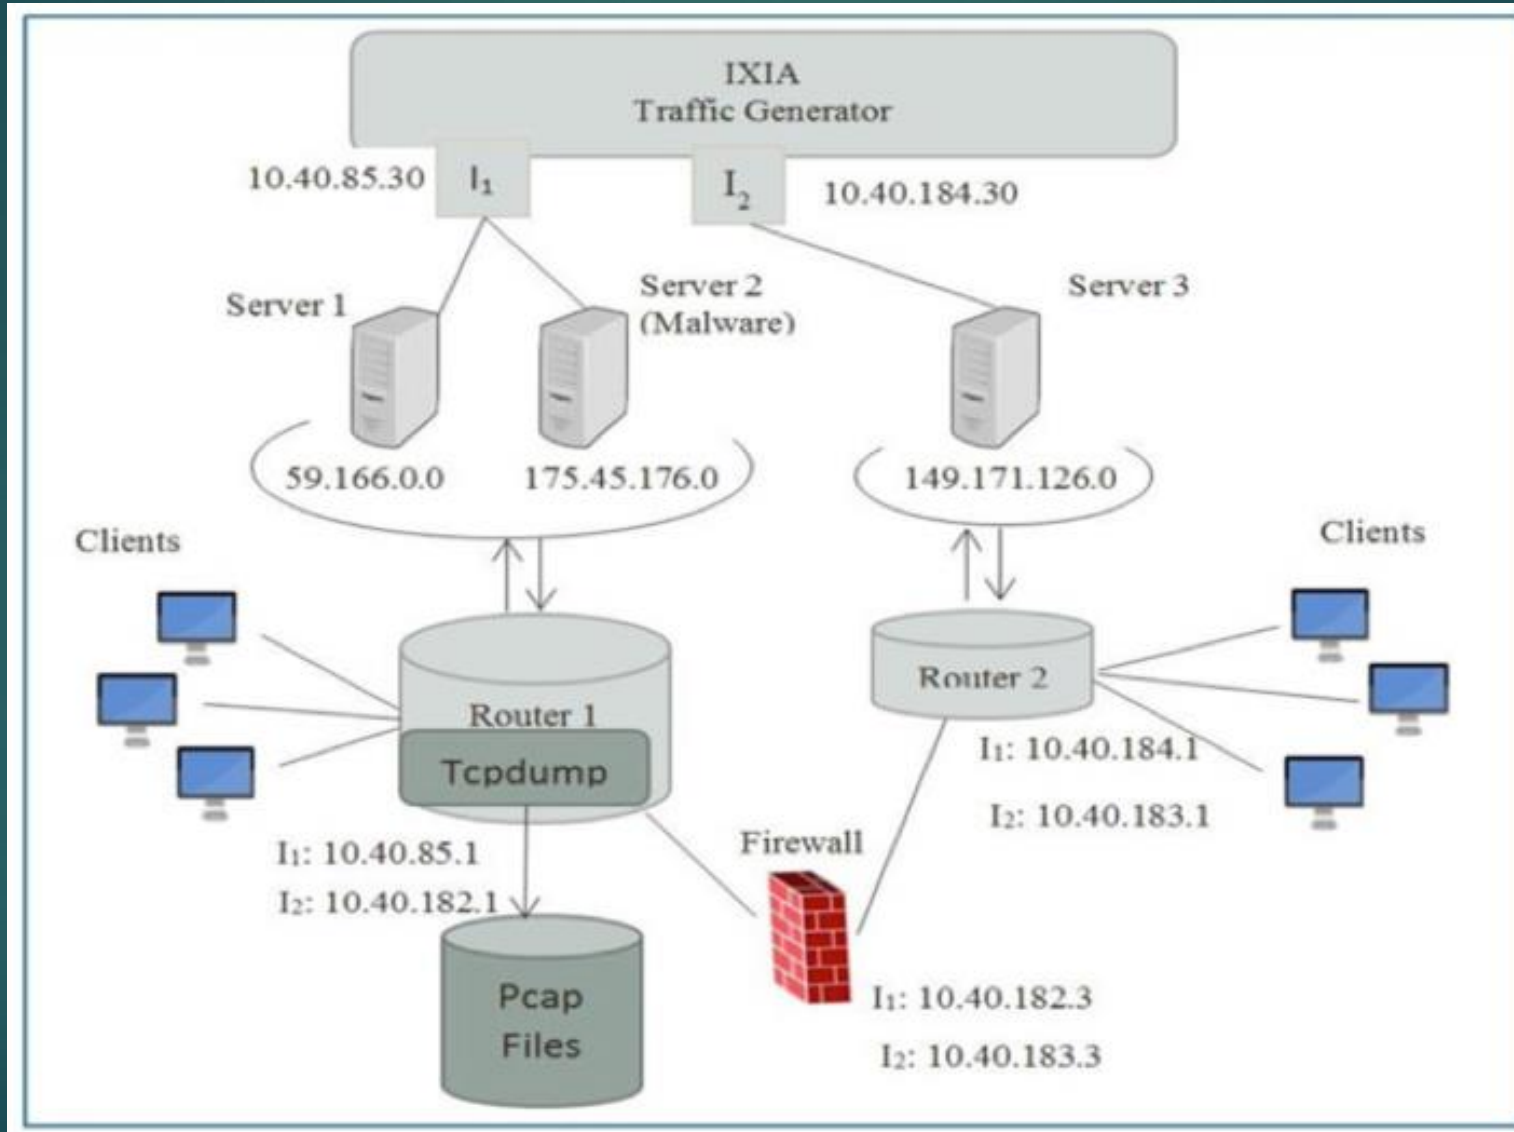 IXIA
Traffic Generator
10.40.85.30
I₁
I₂
10.40.184.30
Server 1
Server 2
(Malware)
Server 3
59.166.0.0
175.45.176.0
149.171.126.0
Clients
Clients
Router 1
Tcpdump
Router 2
I₁: 10.40.184.1
I₂: 10.40.183.1
I₁: 10.40.85.1
I₂: 10.40.182.1
Firewall
Pcap
Files
I₁: 10.40.182.3
I₂: 10.40.183.3